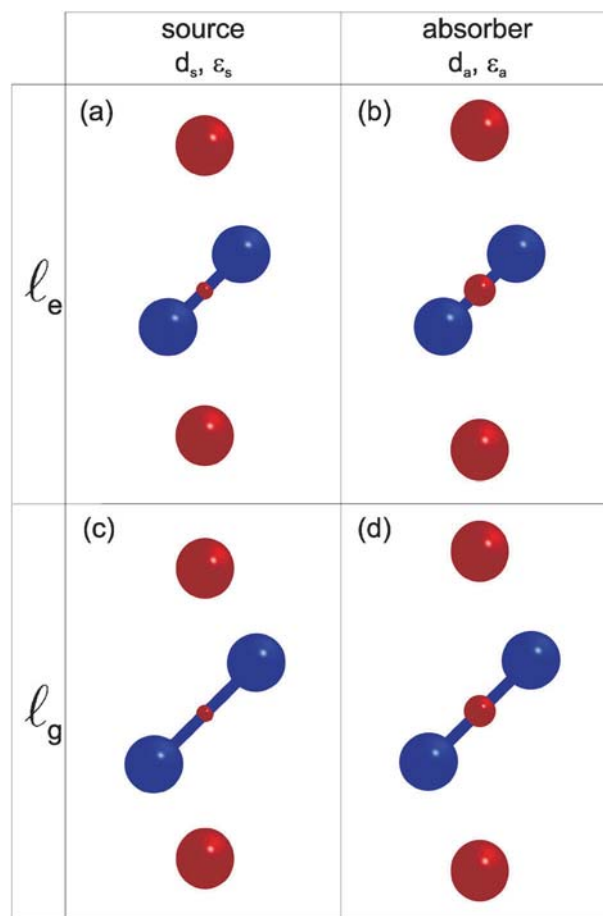 source
d_s, ε_s
absorber
d_a, ε_a
(a)
(b)
ℓ_e
(c)
(d)
ℓ_g